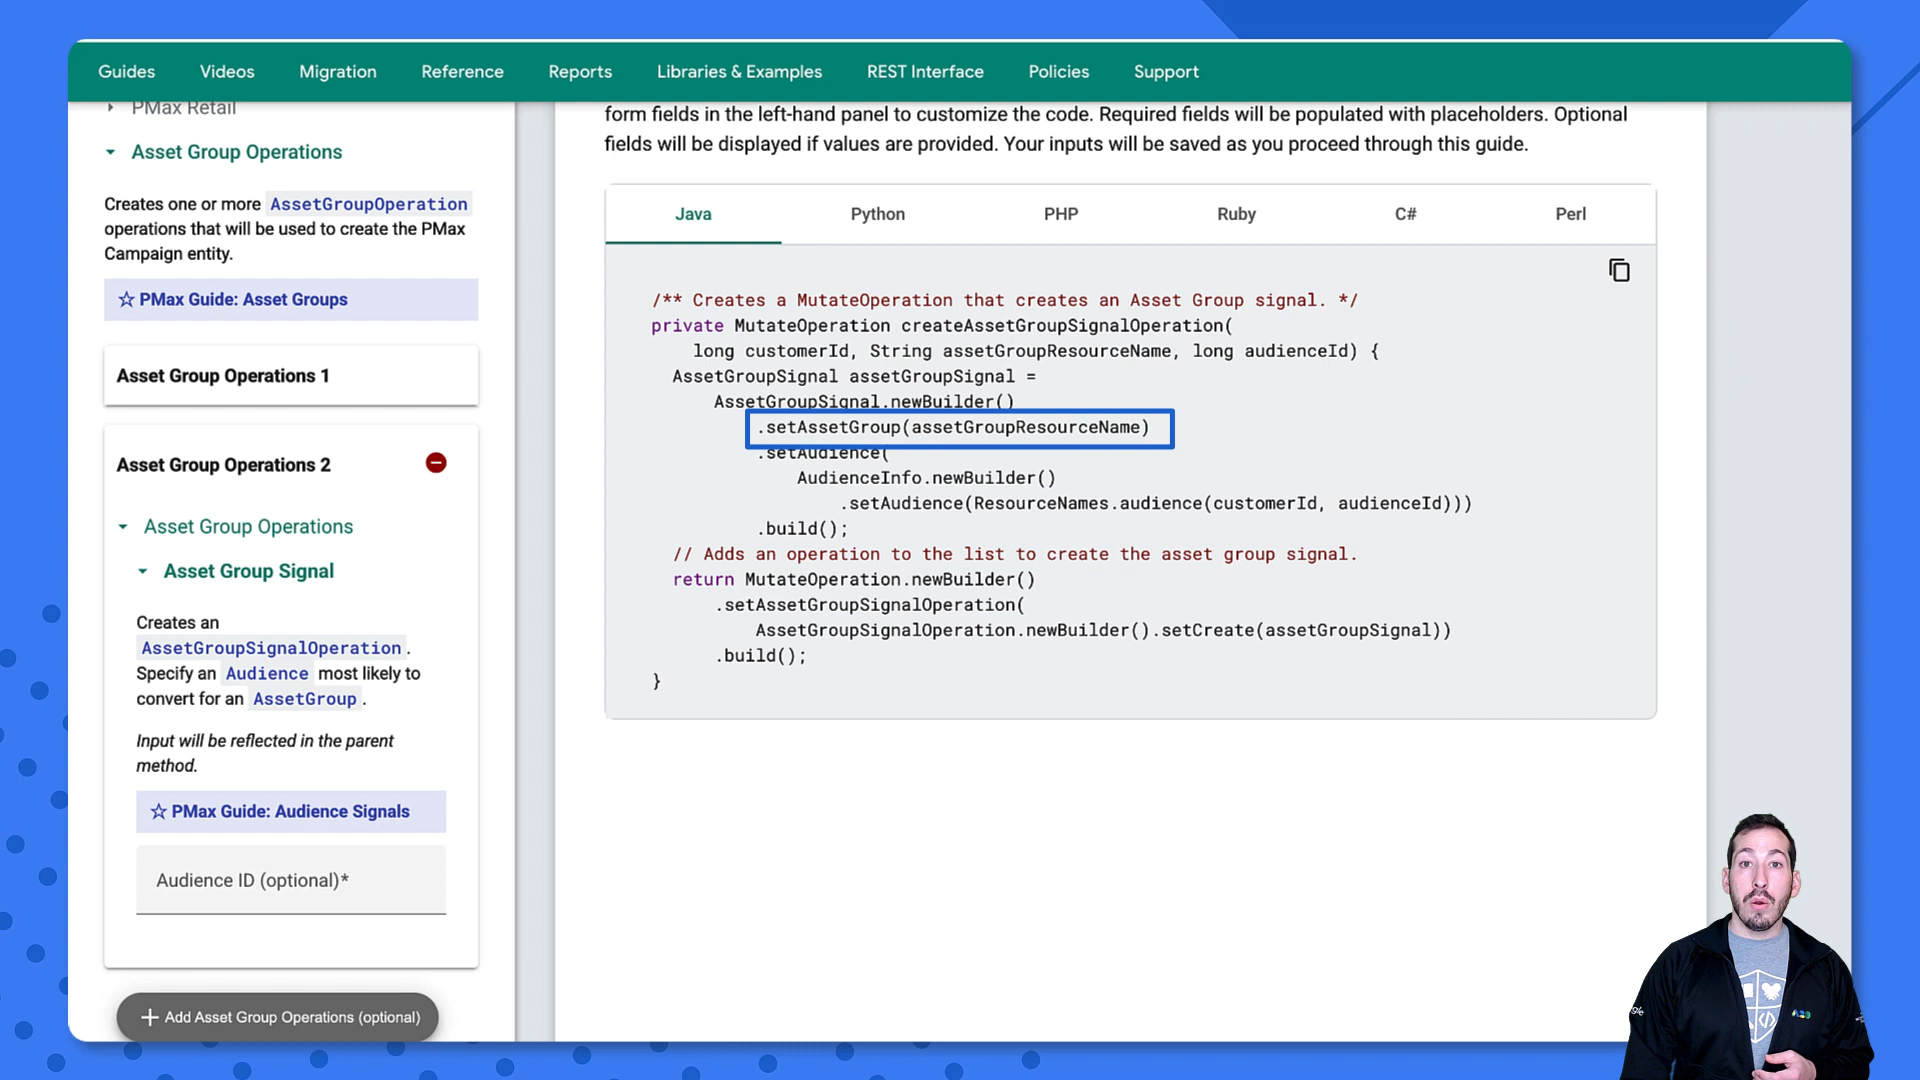 Guides Videos Migration Reference Reports Libraries & Examples REST Interface Policies Support
PMax Retail
Asset Group Operations
Creates one or more AssetGroupOperation
operations that will be used to create the PMax
Campaign entity.
☆ PMax Guide: Asset Groups
Asset Group Operations 1
Asset Group Operations 2
Asset Group Operations
Asset Group Signal
Creates an
AssetGroupSignalOperation.
Specify an Audience most likely to
convert for an AssetGroup.
Input will be reflected in the parent
method.
☆ PMax Guide: Audience Signals
Audience ID (optional)*
+ Add Asset Group Operations (optional)
form fields in the left-hand panel to customize the code. Required fields will be populated with placeholders. Optional
fields will be displayed if values are provided. Your inputs will be saved as you proceed through this guide.
Java Python PHP Ruby C# Perl
/** Creates a MutateOperation that creates an Asset Group signal. */
private MutateOperation createAssetGroupSignalOperation(
long customerId, String assetGroupResourceName, long audienceId) {
AssetGroupSignal assetGroupSignal =
AssetGroupSignal.newBuilder()
.setAssetGroup(assetGroupResourceName)
.setAudience(
AudienceInfo.newBuilder()
.setAudience(ResourceNames.audience(customerId, audienceId)))
.build();
// Adds an operation to the list to create the asset group signal.
return MutateOperation.newBuilder()
.setAssetGroupSignalOperation(
AssetGroupSignalOperation.newBuilder().setCreate(assetGroupSignal))
.build();
}